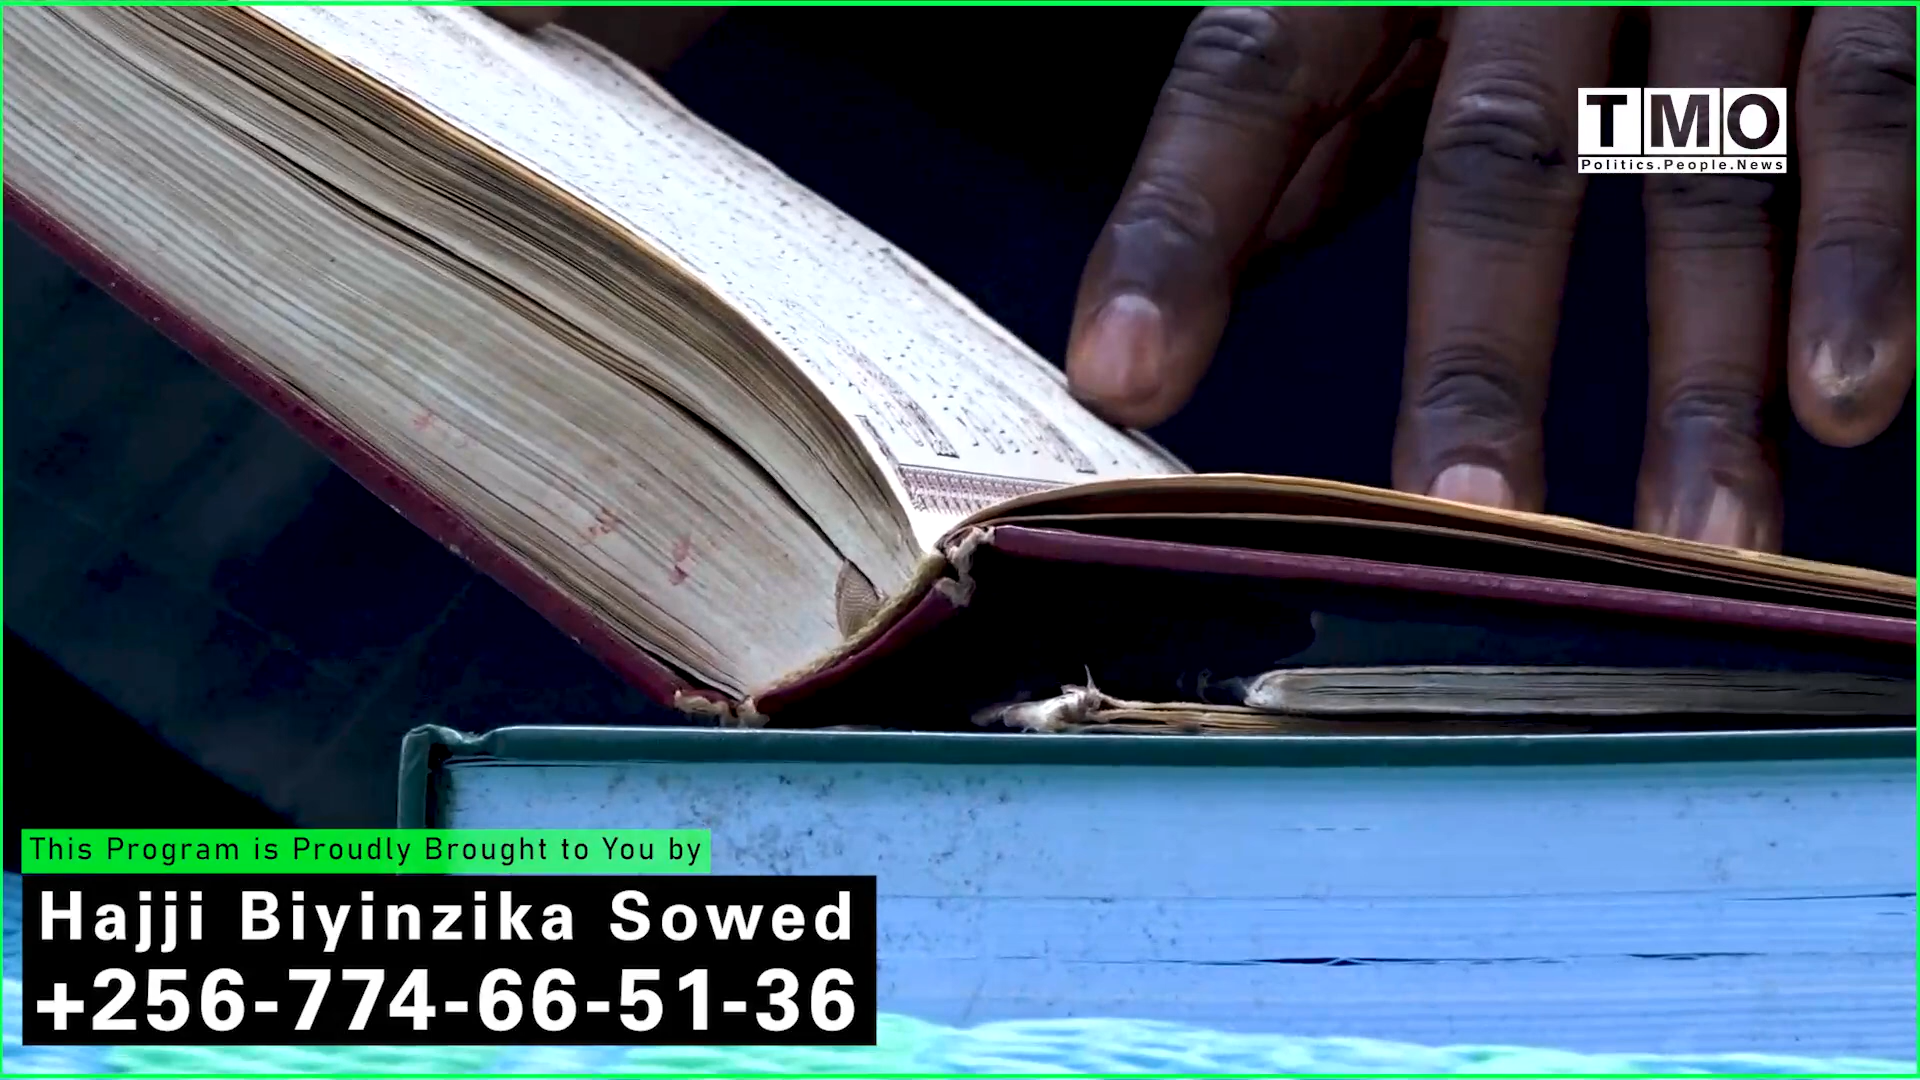 TMO
Politics.People.News
This Program is Proudly Brought to You by
Hajji Biyinzika Sowed
+256-774-66-51-36